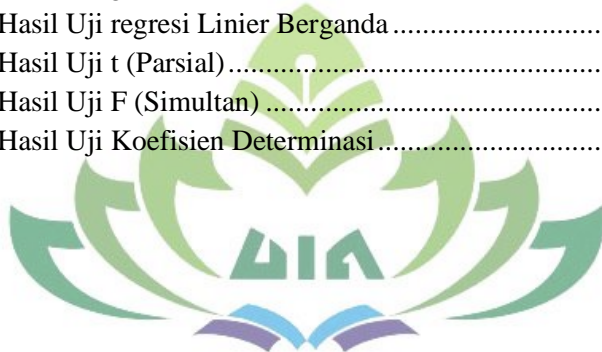 Hasil Uji regresi Linier Berganda ...............................
Hasil Uji t (Parsial) .......................................................
Hasil Uji F (Simultan) ..................................................
Hasil Uji Koefisien Determinasi .................................
UIN